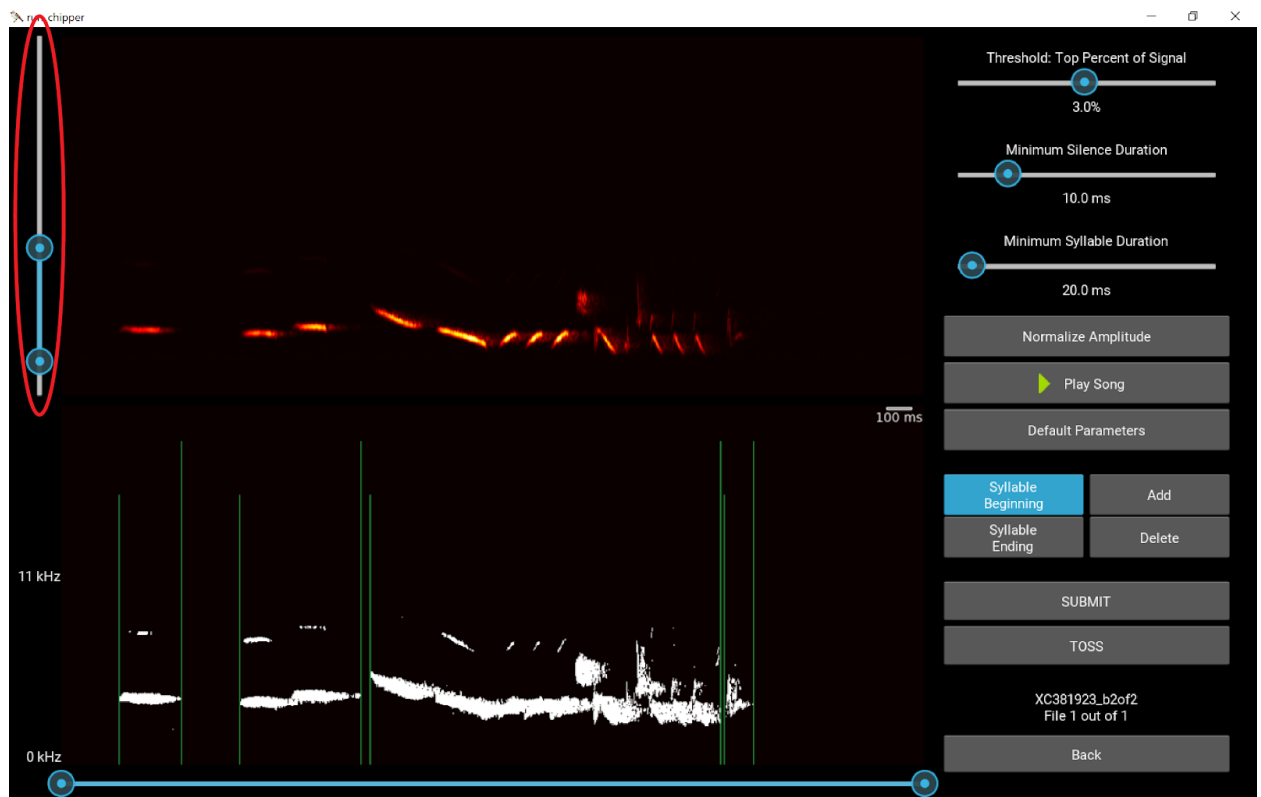 run_chipper
Threshold: Top Percent of Signal
3.0%
Minimum Silence Duration
10.0 ms
Minimum Syllable Duration
20.0 ms
Normalize Amplitude
Play Song
100 ms
Default Parameters
Syllable
Beginning
Add
Syllable
Ending
Delete
11 kHz
SUBMIT
TOSS
XC381923_b2of2
File 1 out of 1
0 kHz
Back